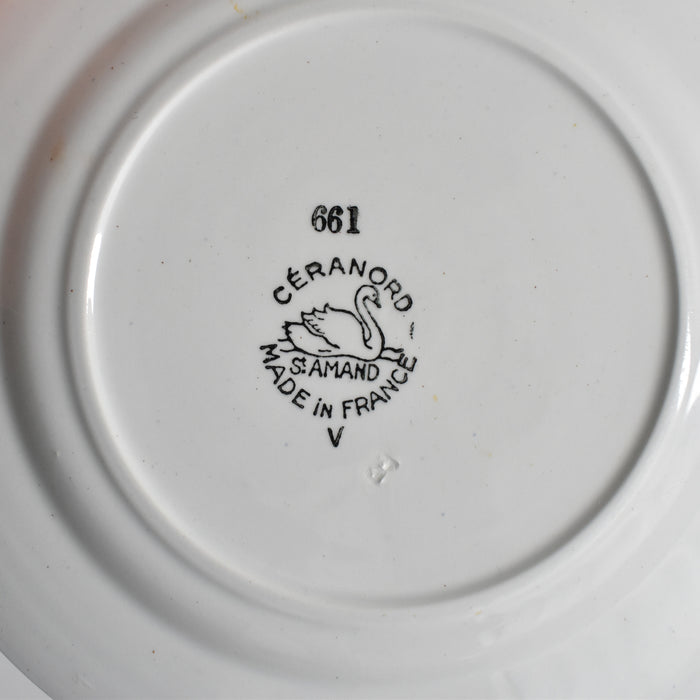 661
CÉRANORD
St AMAND
MADE iN FRANCE
V